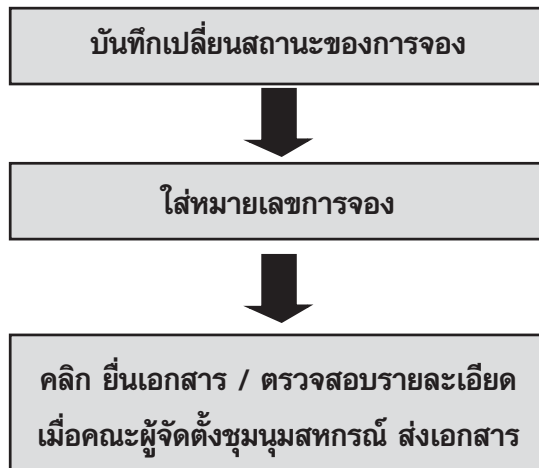 บันทึกเปลี่ยนสถานะของการจอง
ใส่หมายเลขการจอง
คลิก ยื่นเอกสาร / ตรวจสอบรายละเอียด
เมื่อคณะผู้จัดตั้งชุมนุมสหกรณ์ ส่งเอกสาร